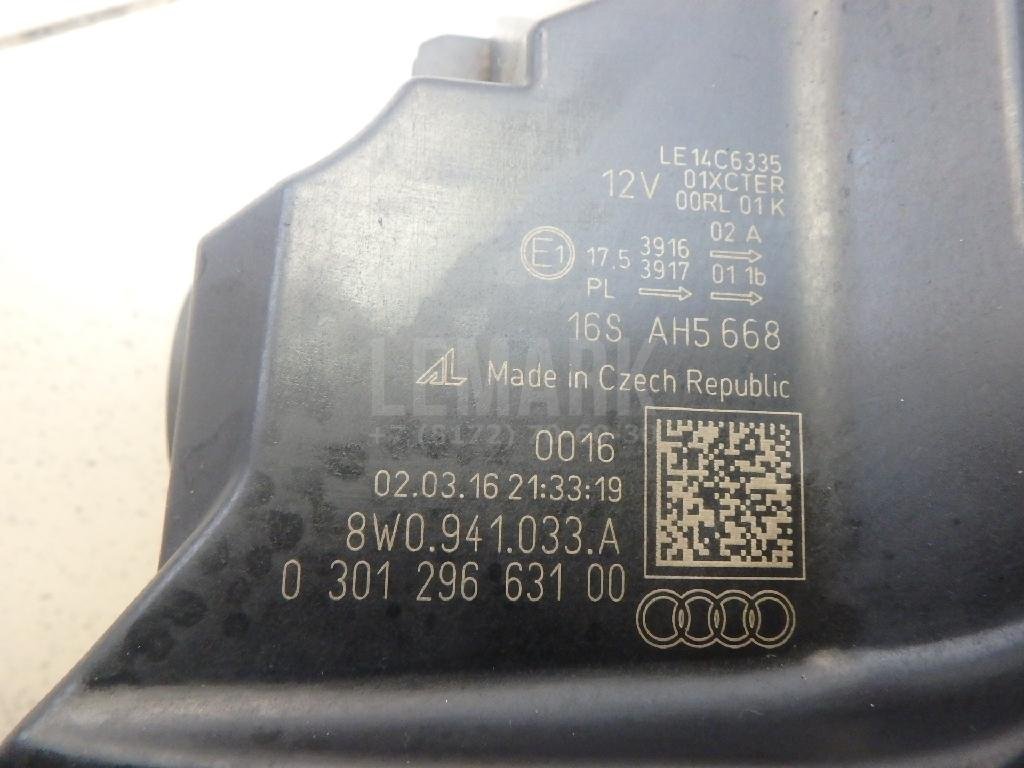 LE14C6335
12V 01XCTER
00RL 01 K
02 A
E1 17.5 3916
3917 01 1b
PL
16S AH5 668
LEMARK
AL Made in Czech Republic
0016
02.03.16 21:33:19
8W0.941.033.A
0 301 296 631 00